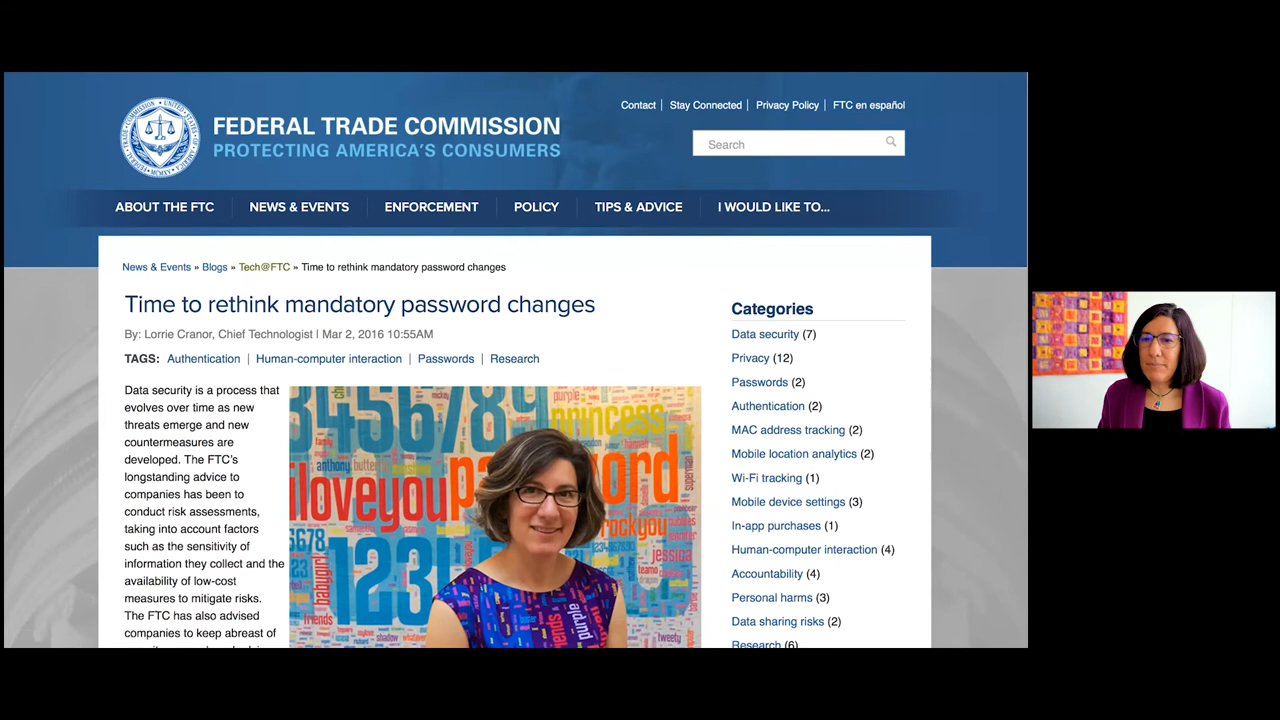 Contact | Stay Connected | Privacy Policy | FTC en español
FEDERAL TRADE COMMISSION
PROTECTING AMERICA'S CONSUMERS
Search
ABOUT THE FTC
NEWS & EVENTS
ENFORCEMENT
POLICY
TIPS & ADVICE
I WOULD LIKE TO...
News & Events » Blogs » Tech@FTC » Time to rethink mandatory password changes
Time to rethink mandatory password changes
By: Lorrie Cranor, Chief Technologist | Mar 2, 2016 10:55AM
TAGS: Authentication | Human-computer interaction | Passwords | Research
Data security is a process that
evolves over time as new
threats emerge and new
countermeasures are
developed. The FTC's
longstanding advice to
companies has been to
conduct risk assessments,
taking into account factors
such as the sensitivity of
information they collect and the
availability of low-cost
measures to mitigate risks.
The FTC has also advised
companies to keep abreast of
princess
iloveyou
rockyou
jessica
babygirl
anthony
friends
purple
tweety
Categories
Data security (7)
Privacy (12)
Passwords (2)
Authentication (2)
MAC address tracking (2)
Mobile location analytics (2)
Wi-Fi tracking (1)
Mobile device settings (3)
In-app purchases (1)
Human-computer interaction (4)
Accountability (4)
Personal harms (3)
Data sharing risks (2)
Research (6)